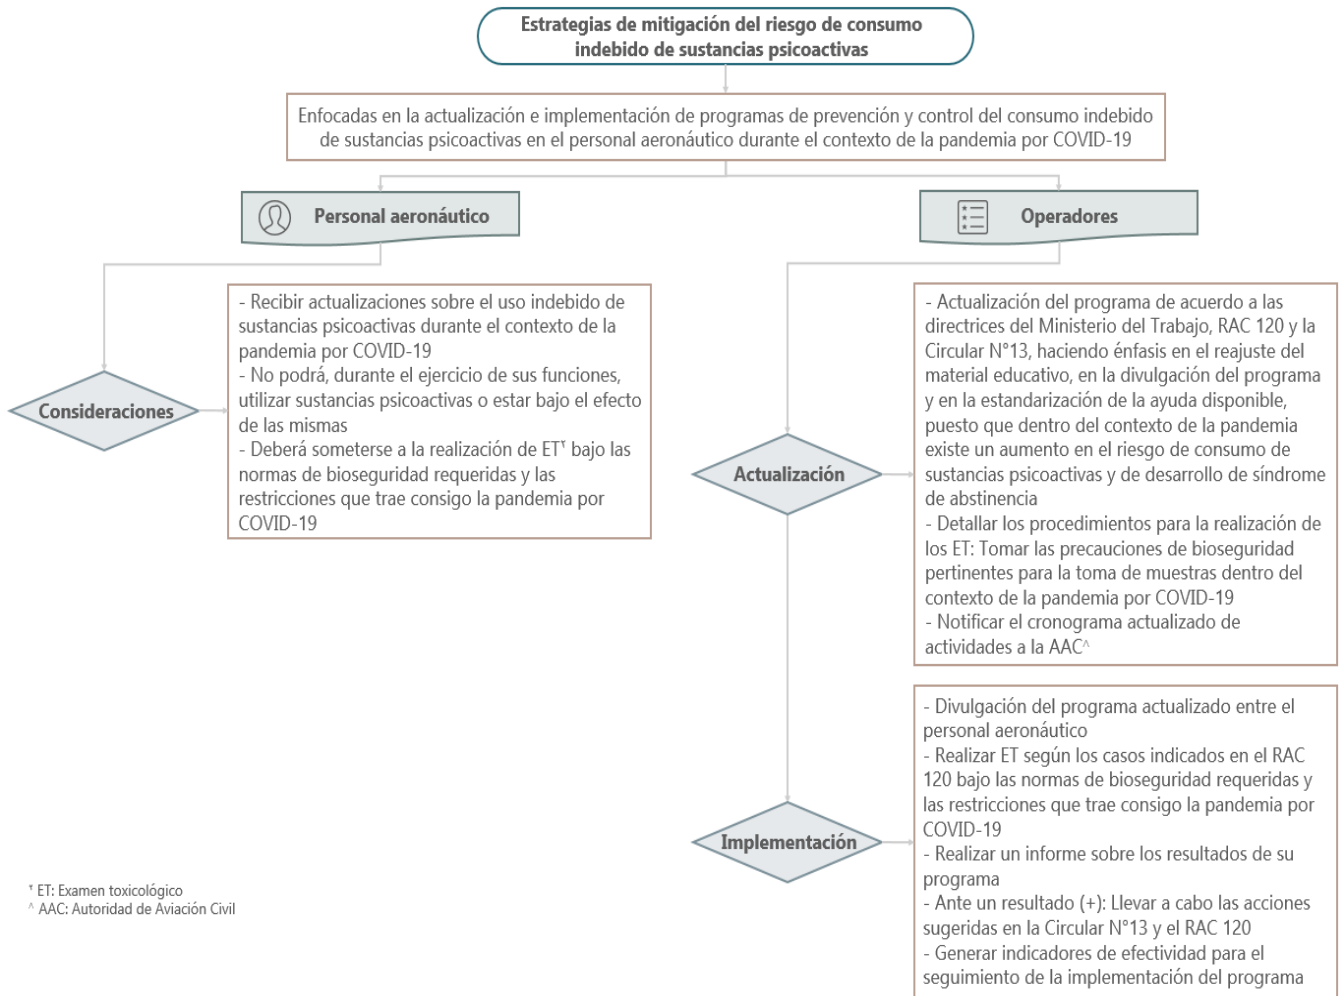 Estrategias de mitigación del riesgo de consumo
indebido de sustancias psicoactivas
Enfocadas en la actualización e implementación de programas de prevención y control del consumo indebido
de sustancias psicoactivas en el personal aeronáutico durante el contexto de la pandemia por COVID-19
Personal aeronáutico
Consideraciones
- Recibir actualizaciones sobre el uso indebido de
sustancias psicoactivas durante el contexto de la
pandemia por COVID-19
- No podrá, durante el ejercicio de sus funciones,
utilizar sustancias psicoactivas o estar bajo el efecto
de las mismas
- Deberá someterse a la realización de ET˅ bajo las
normas de bioseguridad requeridas y las
restricciones que trae consigo la pandemia por
COVID-19
Operadores
Actualización
- Actualización del programa de acuerdo a las
directrices del Ministerio del Trabajo, RAC 120 y la
Circular N°13, haciendo énfasis en el reajuste del
material educativo, en la divulgación del programa
y en la estandarización de la ayuda disponible,
puesto que dentro del contexto de la pandemia
existe un aumento en el riesgo de consumo de
sustancias psicoactivas y de desarrollo de síndrome
de abstinencia
- Detallar los procedimientos para la realización de
los ET: Tomar las precauciones de bioseguridad
pertinentes para la toma de muestras dentro del
contexto de la pandemia por COVID-19
- Notificar el cronograma actualizado de
actividades a la AAC^
Implementación
- Divulgación del programa actualizado entre el
personal aeronáutico
- Realizar ET según los casos indicados en el RAC
120 bajo las normas de bioseguridad requeridas y
las restricciones que trae consigo la pandemia por
COVID-19
- Realizar un informe sobre los resultados de su
programa
- Ante un resultado (+): Llevar a cabo las acciones
sugeridas en la Circular N°13 y el RAC 120
- Generar indicadores de efectividad para el
seguimiento de la implementación del programa
˅ ET: Examen toxicológico
^ AAC: Autoridad de Aviación Civil